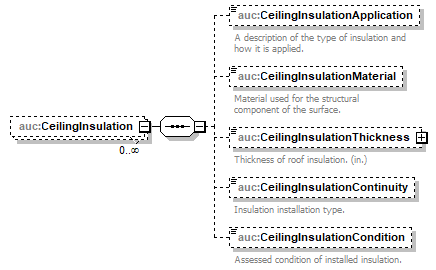 auc:CeilingInsulationApplication
A description of the type of insulation and
how it is applied.
auc:CeilingInsulationMaterial
Material used for the structural
component of the surface.
auc:CeilingInsulation
0..∞
auc:CeilingInsulationThickness
Thickness of roof insulation. (in.)
auc:CeilingInsulationContinuity
Insulation installation type.
auc:CeilingInsulationCondition
Assessed condition of installed insulation.